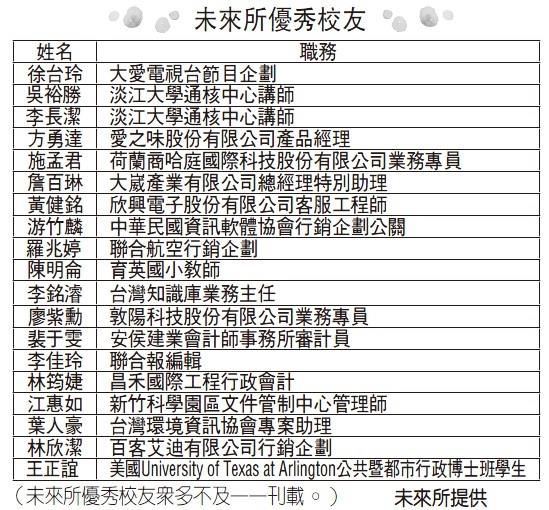 未來所優秀校友
姓名 職務
徐台玲 大愛電視台節目企劃
吳裕勝 淡江大學通核中心講師
李長潔 淡江大學通核中心講師
方勇達 愛之味股份有限公司產品經理
施孟君 荷蘭商哈庭國際科技股份有限公司業務專員
詹百琳 大崴產業有限公司總經理特別助理
黃健銘 欣興電子股份有限公司客服工程師
游竹麟 中華民國資訊軟體協會行銷企劃公關
羅兆婷 聯合航空行銷企劃
陳明侖 育英國小教師
李銘濬 台灣知識庫業務主任
廖紫勳 敦陽科技股份有限公司業務專員
裴于雯 安侯建業會計師事務所審計員
李佳玲 聯合報編輯
林筠婕 昌禾國際工程行政會計
江惠如 新竹科學園區文件管制中心管理師
葉人豪 台灣環境資訊協會專案助理
林欣潔 百客艾迪有限公司行銷企劃
王正誼 美國University of Texas at Arlington公共暨都市行政博士班學生
（未來所優秀校友眾多不及一一刊載。） 未來所提供